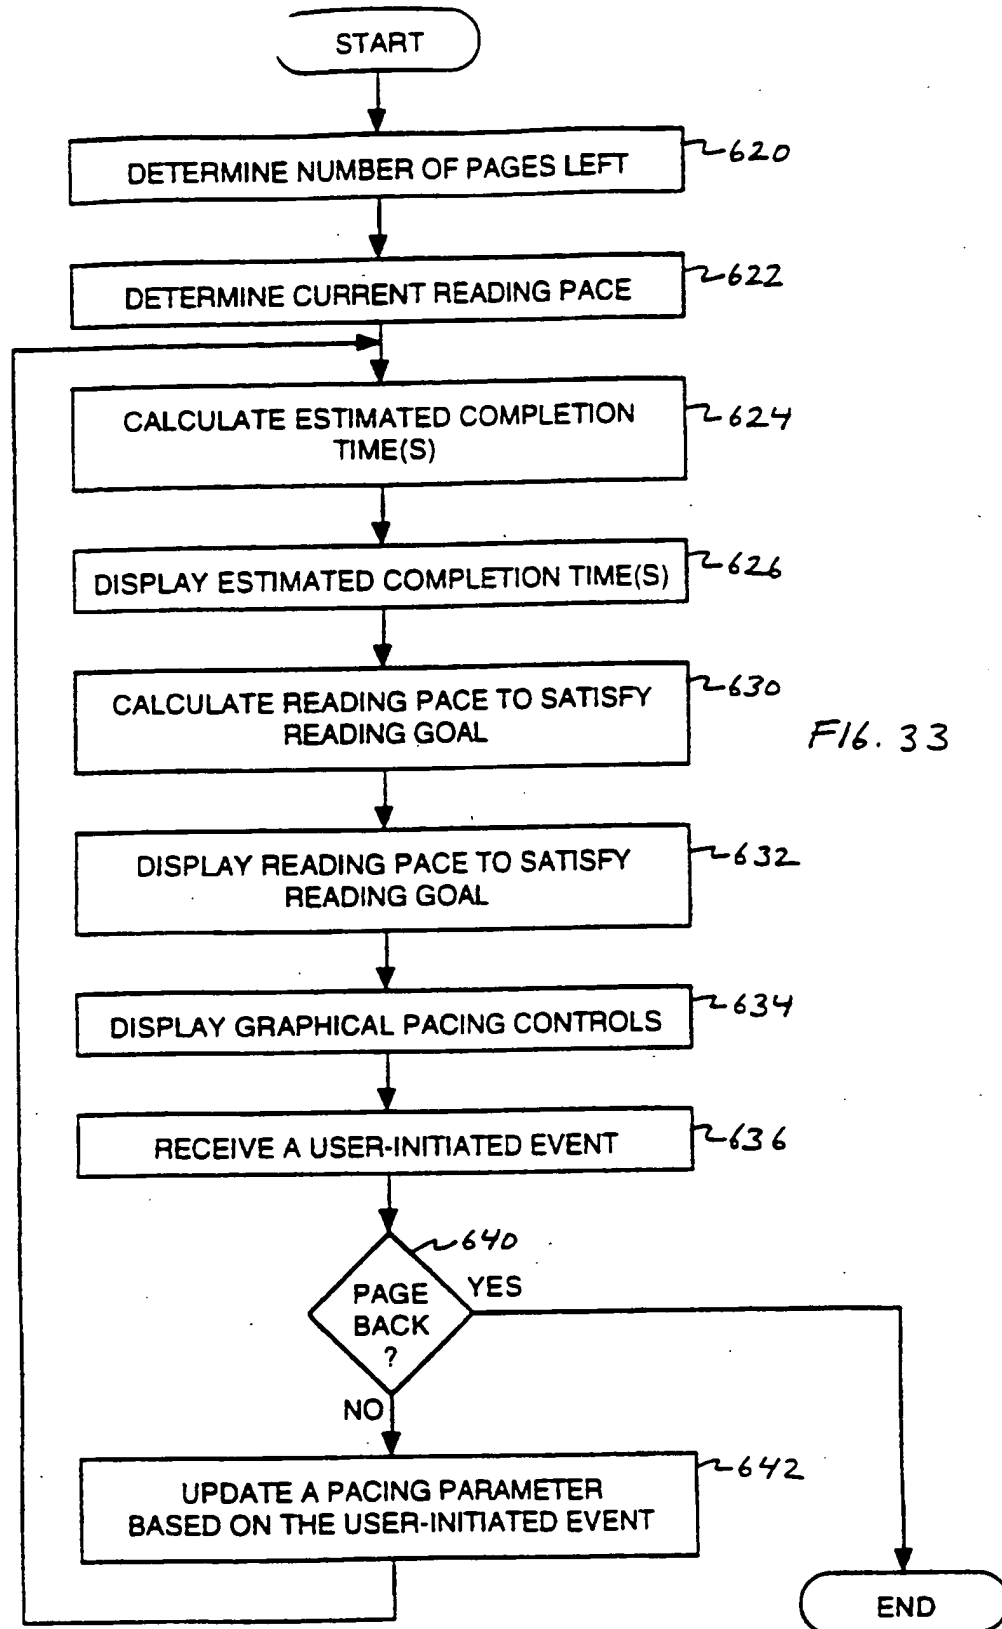 START
DETERMINE NUMBER OF PAGES LEFT
620
DETERMINE CURRENT READING PACE
622
CALCULATE ESTIMATED COMPLETION
TIME(S)
624
DISPLAY ESTIMATED COMPLETION TIME(S)
626
CALCULATE READING PACE TO SATISFY
READING GOAL
630
FIG. 33
DISPLAY READING PACE TO SATISFY
READING GOAL
632
DISPLAY GRAPHICAL PACING CONTROLS
634
RECEIVE A USER-INITIATED EVENT
636
640
PAGE
BACK
?
YES
NO
UPDATE A PACING PARAMETER
BASED ON THE USER-INITIATED EVENT
642
END